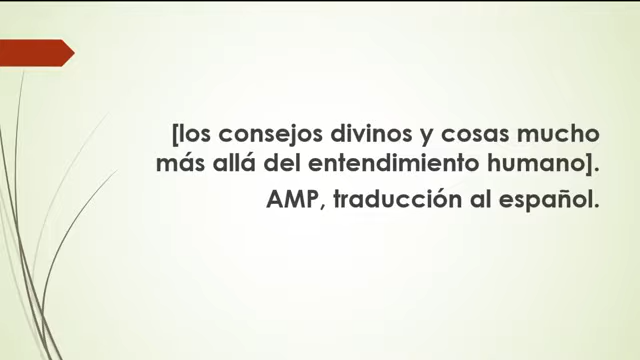 [los consejos divinos y cosas mucho
más allá del entendimiento humano].
AMP, traducción al español.